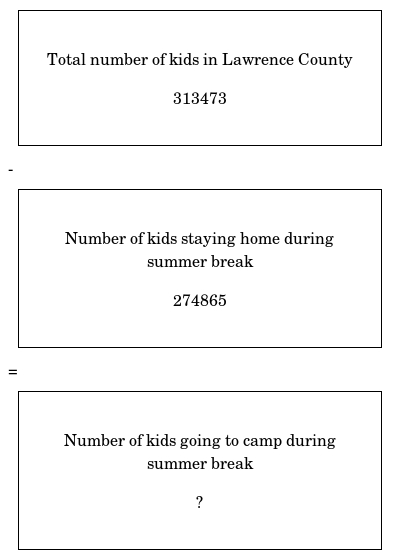 Total number of kids in Lawrence County
313473
-
Number of kids staying home during
summer break
274865
=
Number of kids going to camp during
summer break
?